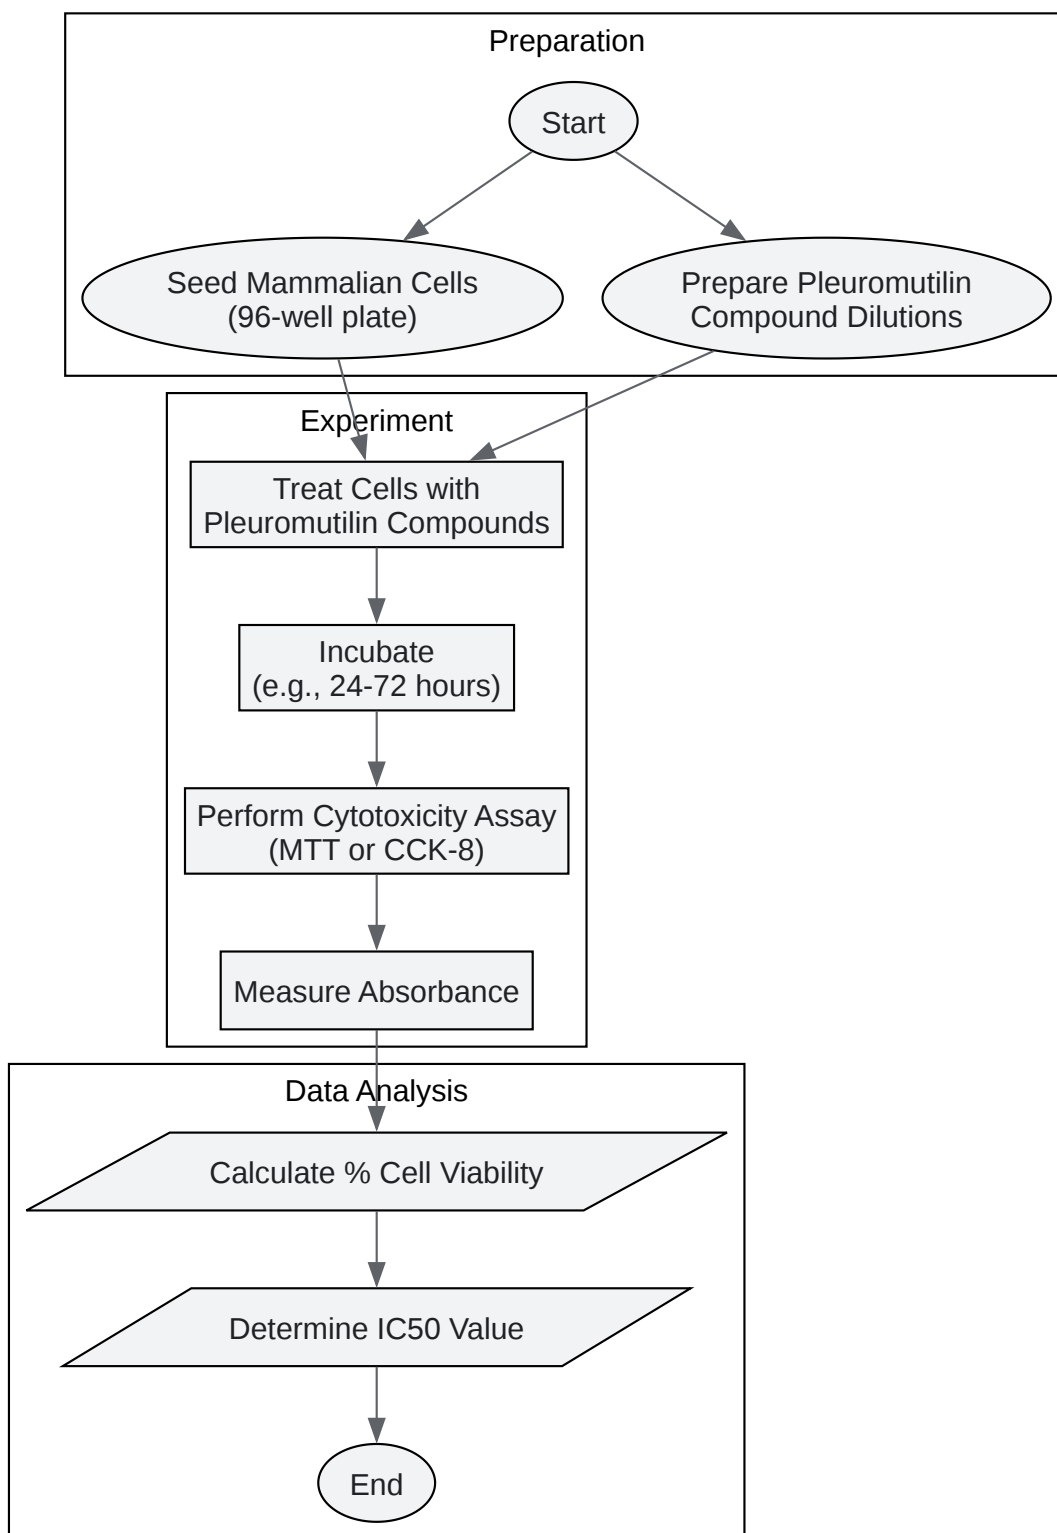 Preparation
Start
Seed Mammalian Cells
(96-well plate)
Prepare Pleuromutilin
Compound Dilutions
Experiment
Treat Cells with
Pleuromutilin Compounds
Incubate
(e.g., 24-72 hours)
Perform Cytotoxicity Assay
(MTT or CCK-8)
Measure Absorbance
Data Analysis
Calculate % Cell Viability
Determine IC50 Value
End